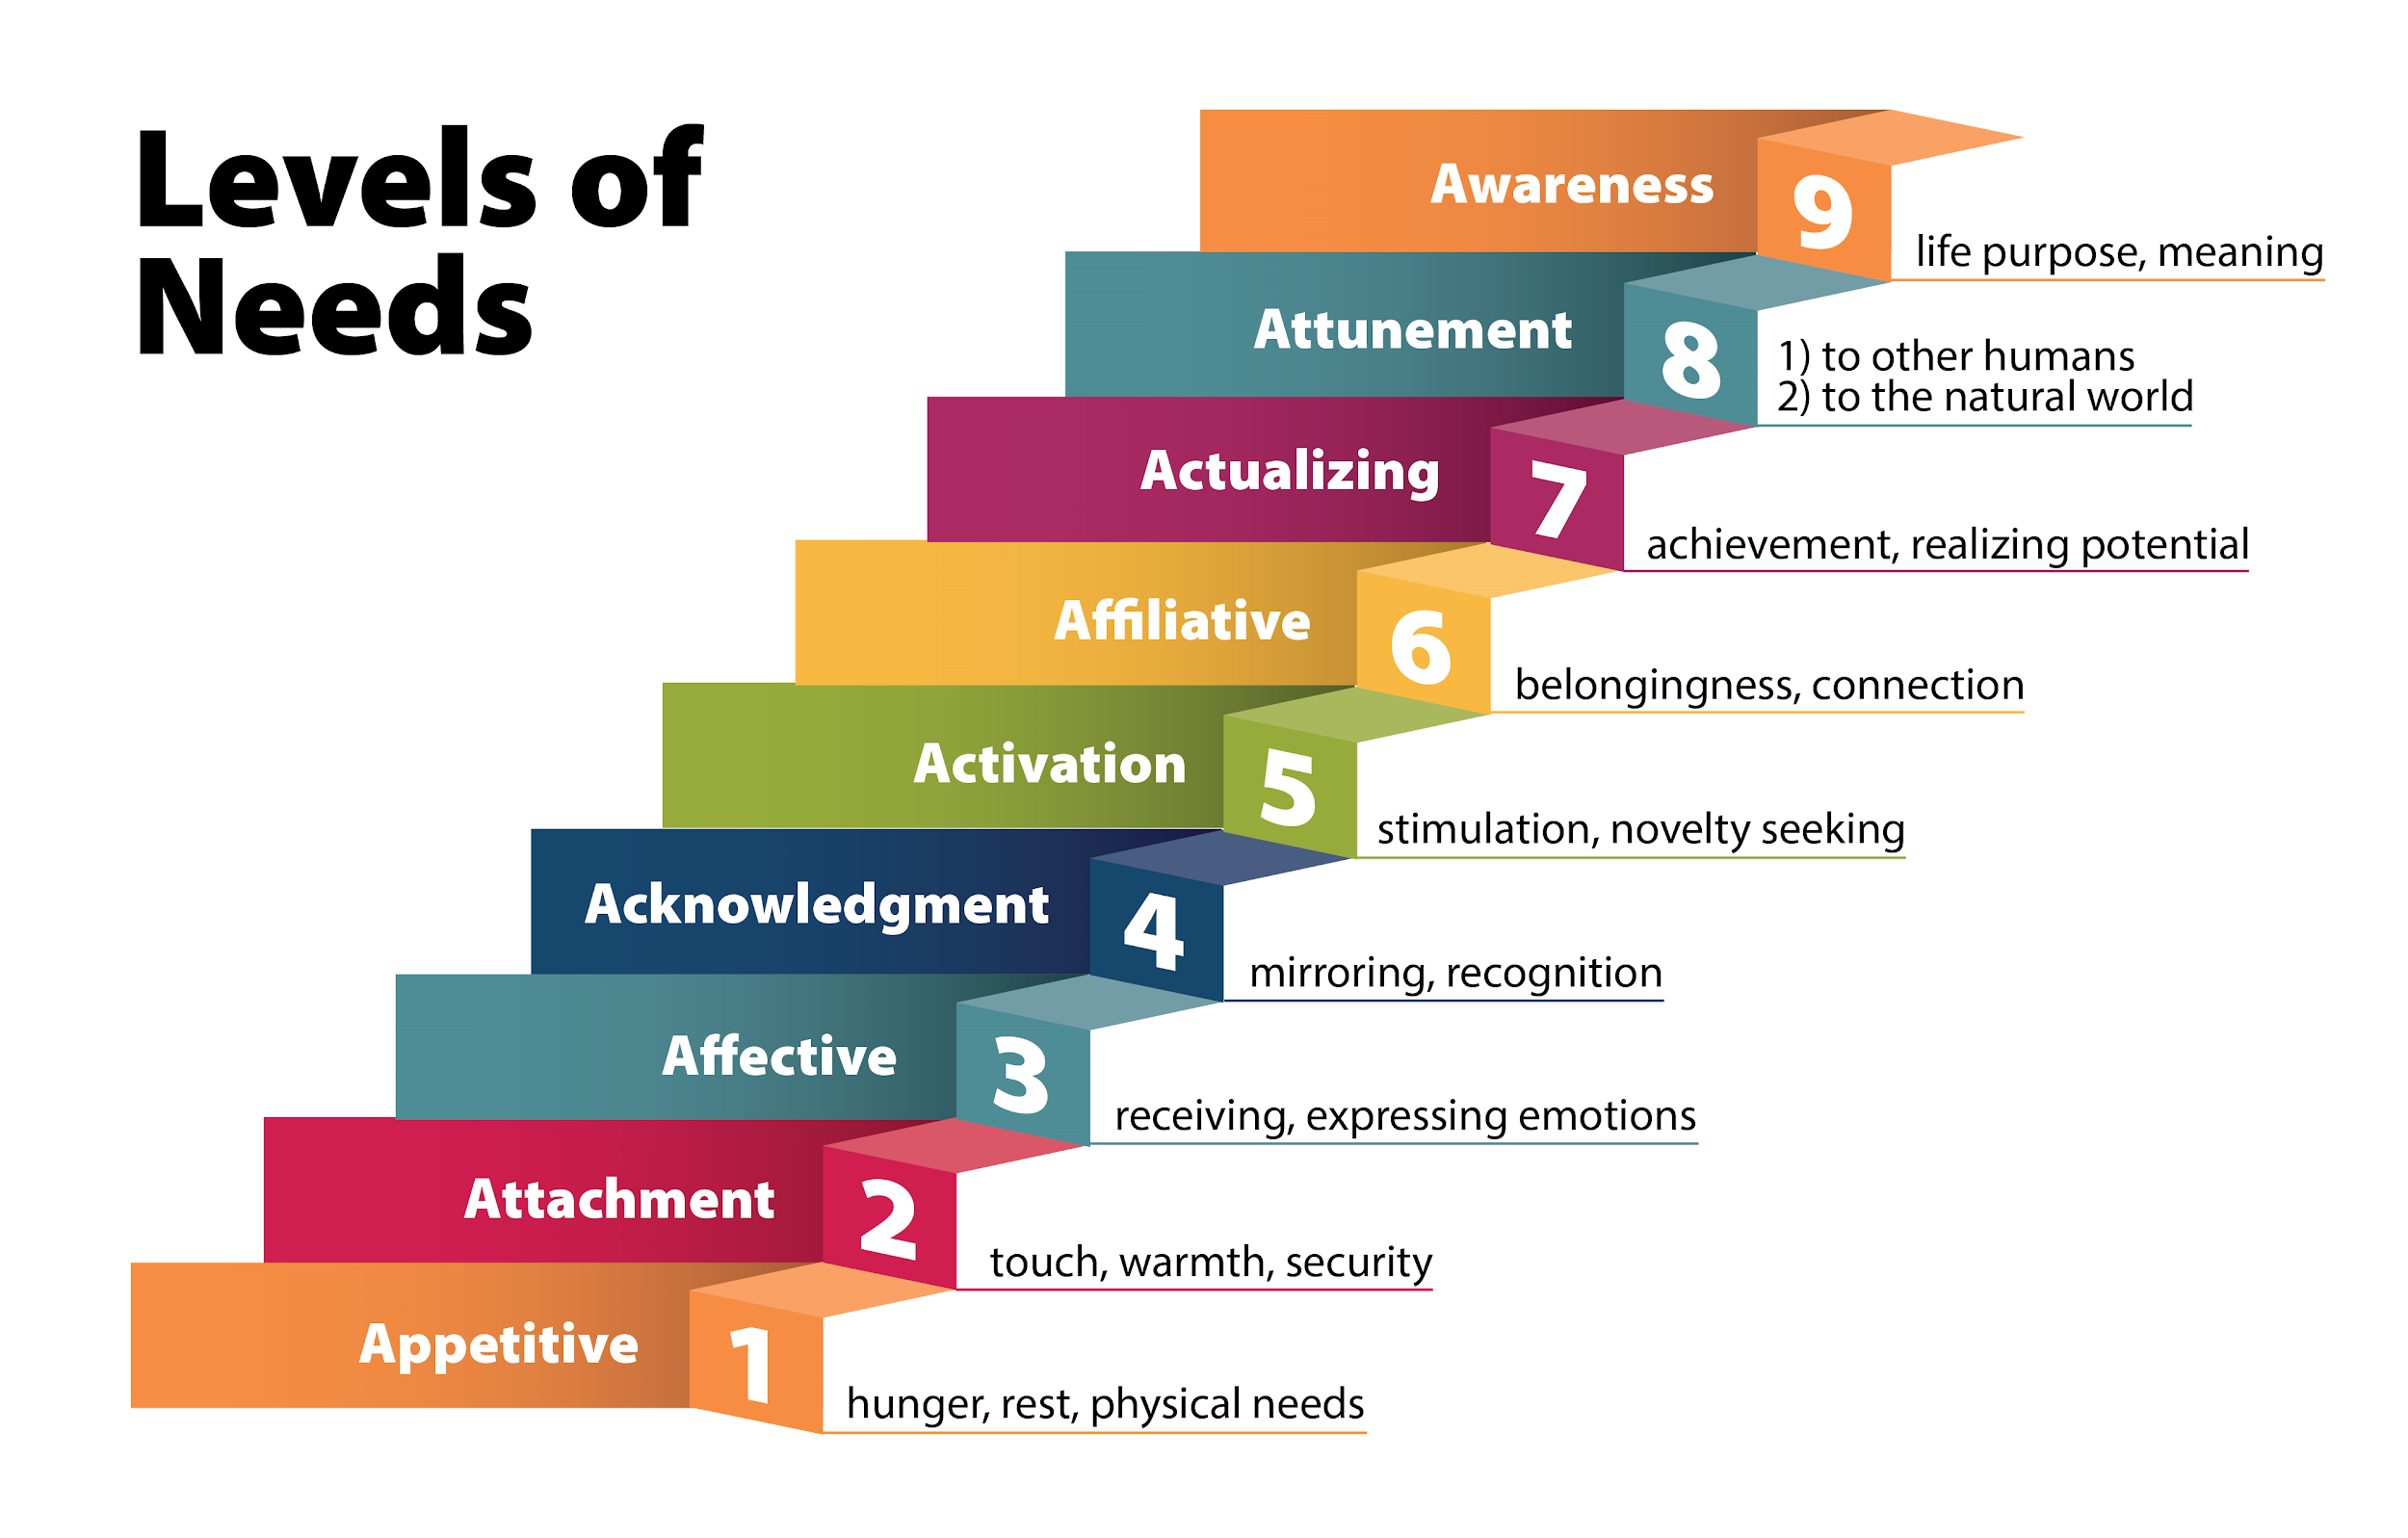 Levels of
Needs
Awareness
9
life purpose, meaning
Attunement
8
1) to other humans
2) to the natural world
Actualizing
7
achievement, realizing potential
Affiliative
6
belongingness, connection
Activation
5
stimulation, novelty seeking
Acknowledgment
4
mirroring, recognition
Affective
3
receiving, expressing emotions
Attachment
2
touch, warmth, security
Appetitive
1
hunger, rest, physical needs